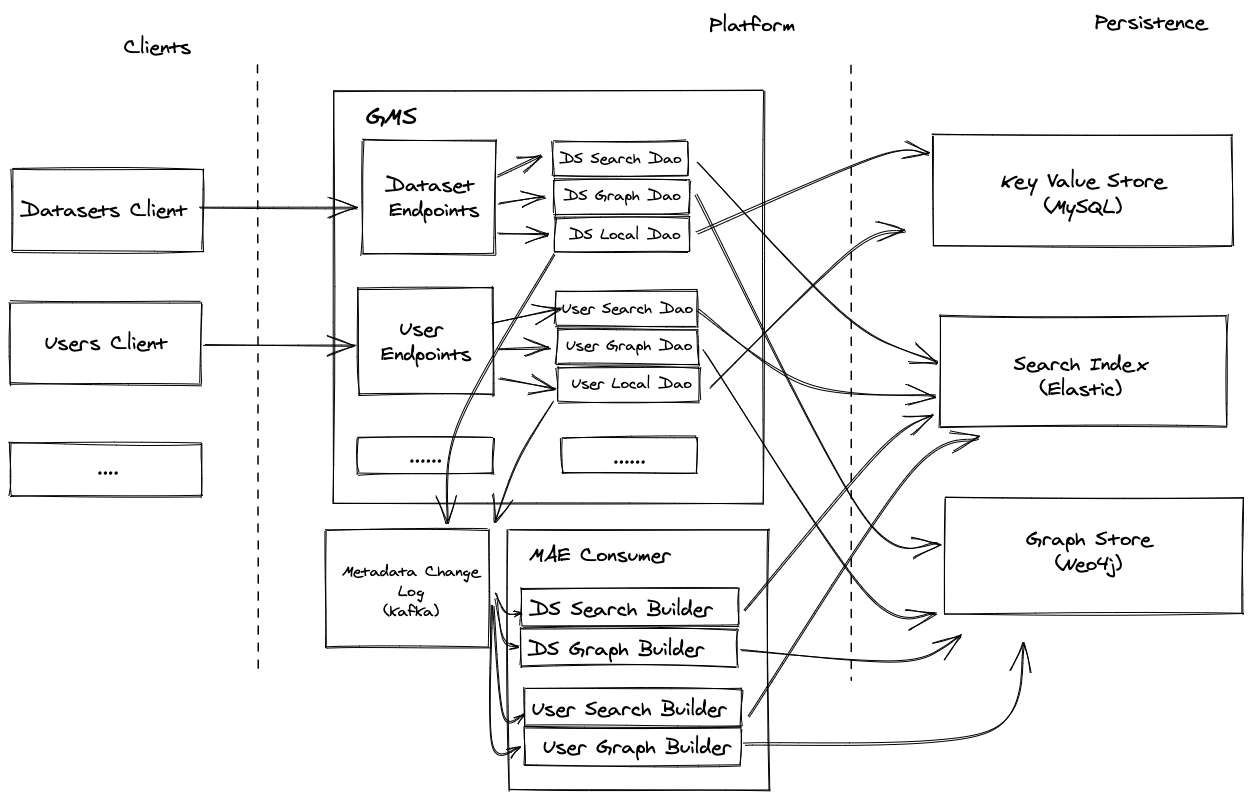 Clients
Platform
Persistence
GMS
Datasets Client
Dataset
Endpoints
DS Search Dao
DS Graph Dao
DS Local Dao
Key Value Store
(MySQL)
Users Client
User
Endpoints
User Search Dao
User Graph Dao
User Local Dao
Search Index
(Elastic)
....
......
......
Metadata Change
Log
(Kafka)
MAE Consumer
DS Search Builder
DS Graph Builder
User Search Builder
User Graph Builder
Graph Store
(Neo4j)